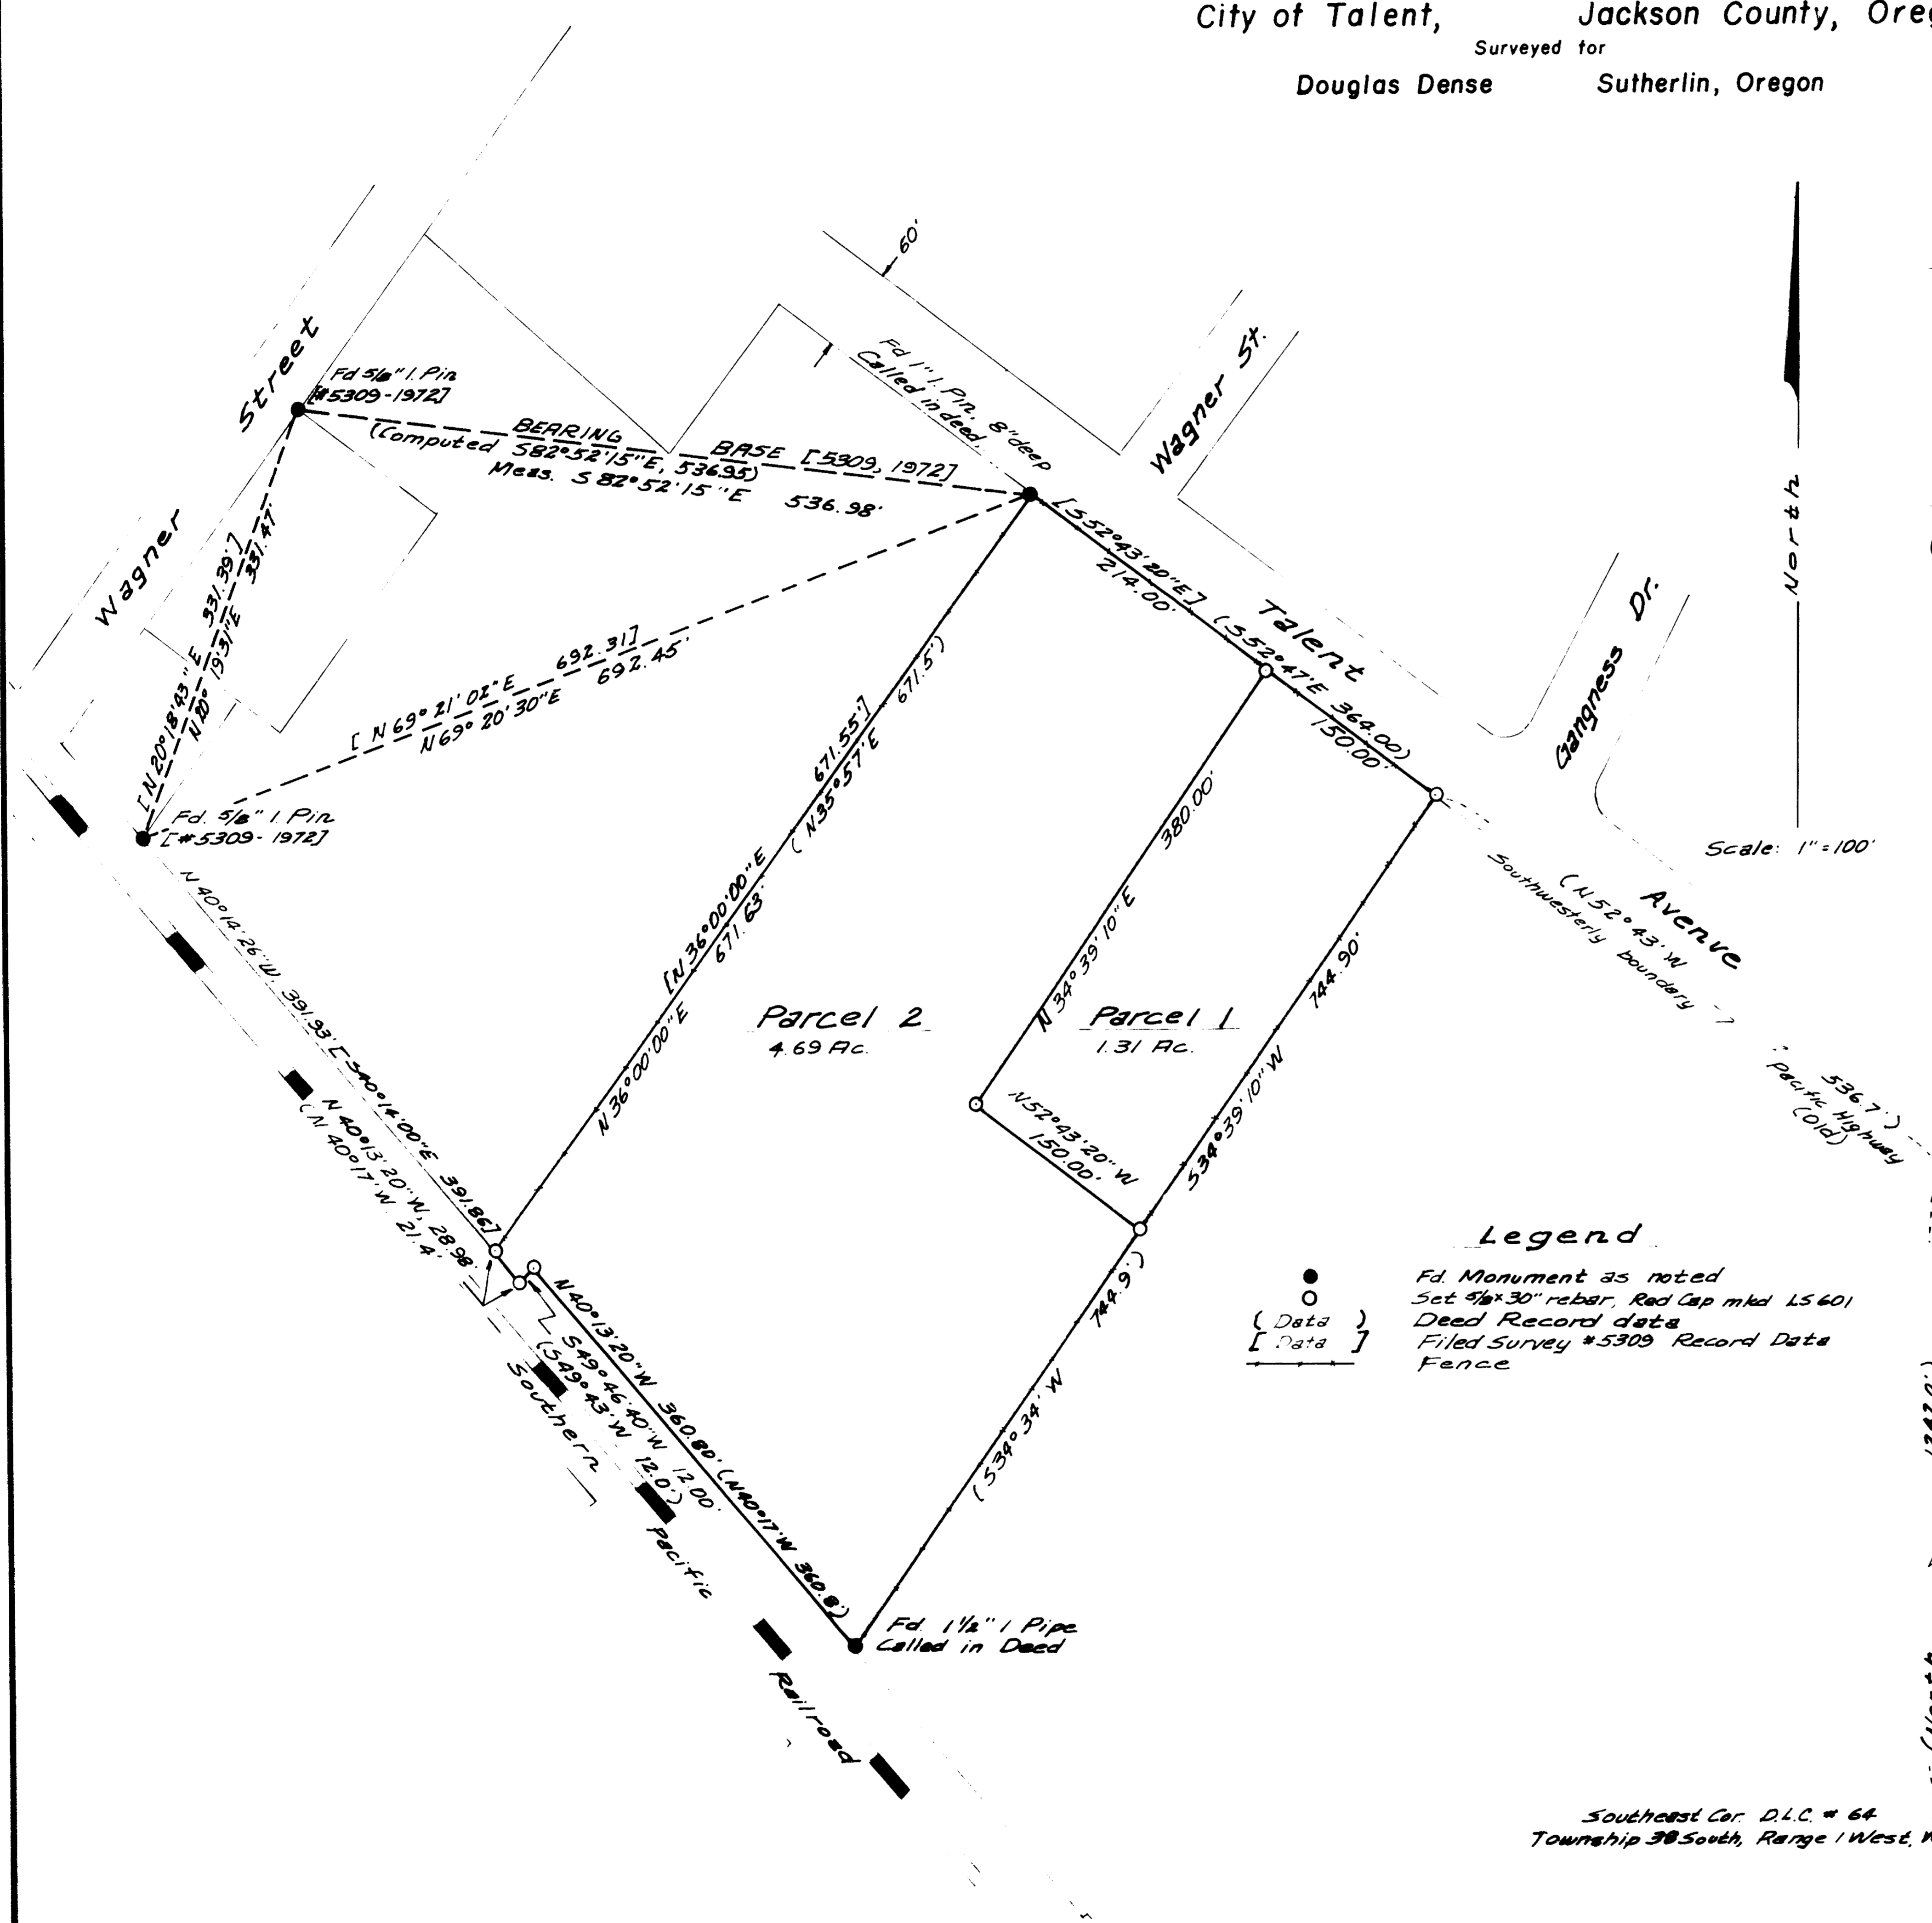 City of Talent, Jackson County,
Surveyed for
Douglas Dense Sutherlin, Oregon
60'
Wagner Street
Fd 5/8" I. Pin
[#5309-1972]
BEARING BASE [5309, 1972]
(Computed S82°52'15"E, 536.95)
Meas. S82°52'15"E 536.98'
Fd 1" I. Pin. 8" deep
Called in deed.
Wagner St.
North
[S52°43'20"E]
214.00'
Talent
(S52°47'E 364.00)
150.00'
Gangness Dr.
[N20°18'43"E 331.39']
N20°19'31"E 331.47'
[N69°21'02"E 692.31]
N69°20'30"E 692.45'
671.5')
671.55']
(N35°57'E
[N36°00'00"E
671.63'
N36°00'00"E
Fd. 5/8" I. Pin
[#5309-1972]
380.00'
N34°39'10"E
744.90'
S34°39'10"W
Scale: 1"=100'
Avenue
(N52°43'W
Southwesterly boundary
536.7')
Pacific Highway
(Old)
N40°14'26"W, 391.93' [S40°14'00"E 391.86]
N40°13'20"W, 28.98'
(N40°17'W. 21.4'
Parcel 2
4.69 Ac.
Parcel 1
1.31 Ac.
N52°43'20"W
150.00'
744.9')
(S34°34'W
N40°13'20"W 360.80' (N40°17'W 360.8')
S49°46'40"W 12.00'
(S49°43'W 12.0')
Southern Pacific Railroad
Fd. 1 1/2" I Pipe
Called in Deed
Legend
Fd. Monument as noted
Set 5/8x30" rebar, Red Cap mkd LS601
( Data ) Deed Record data
[ Data ] Filed Survey #5309 Record Data
Fence
Southeast Cor. D.L.C. # 64
Township 38 South, Range 1 West,